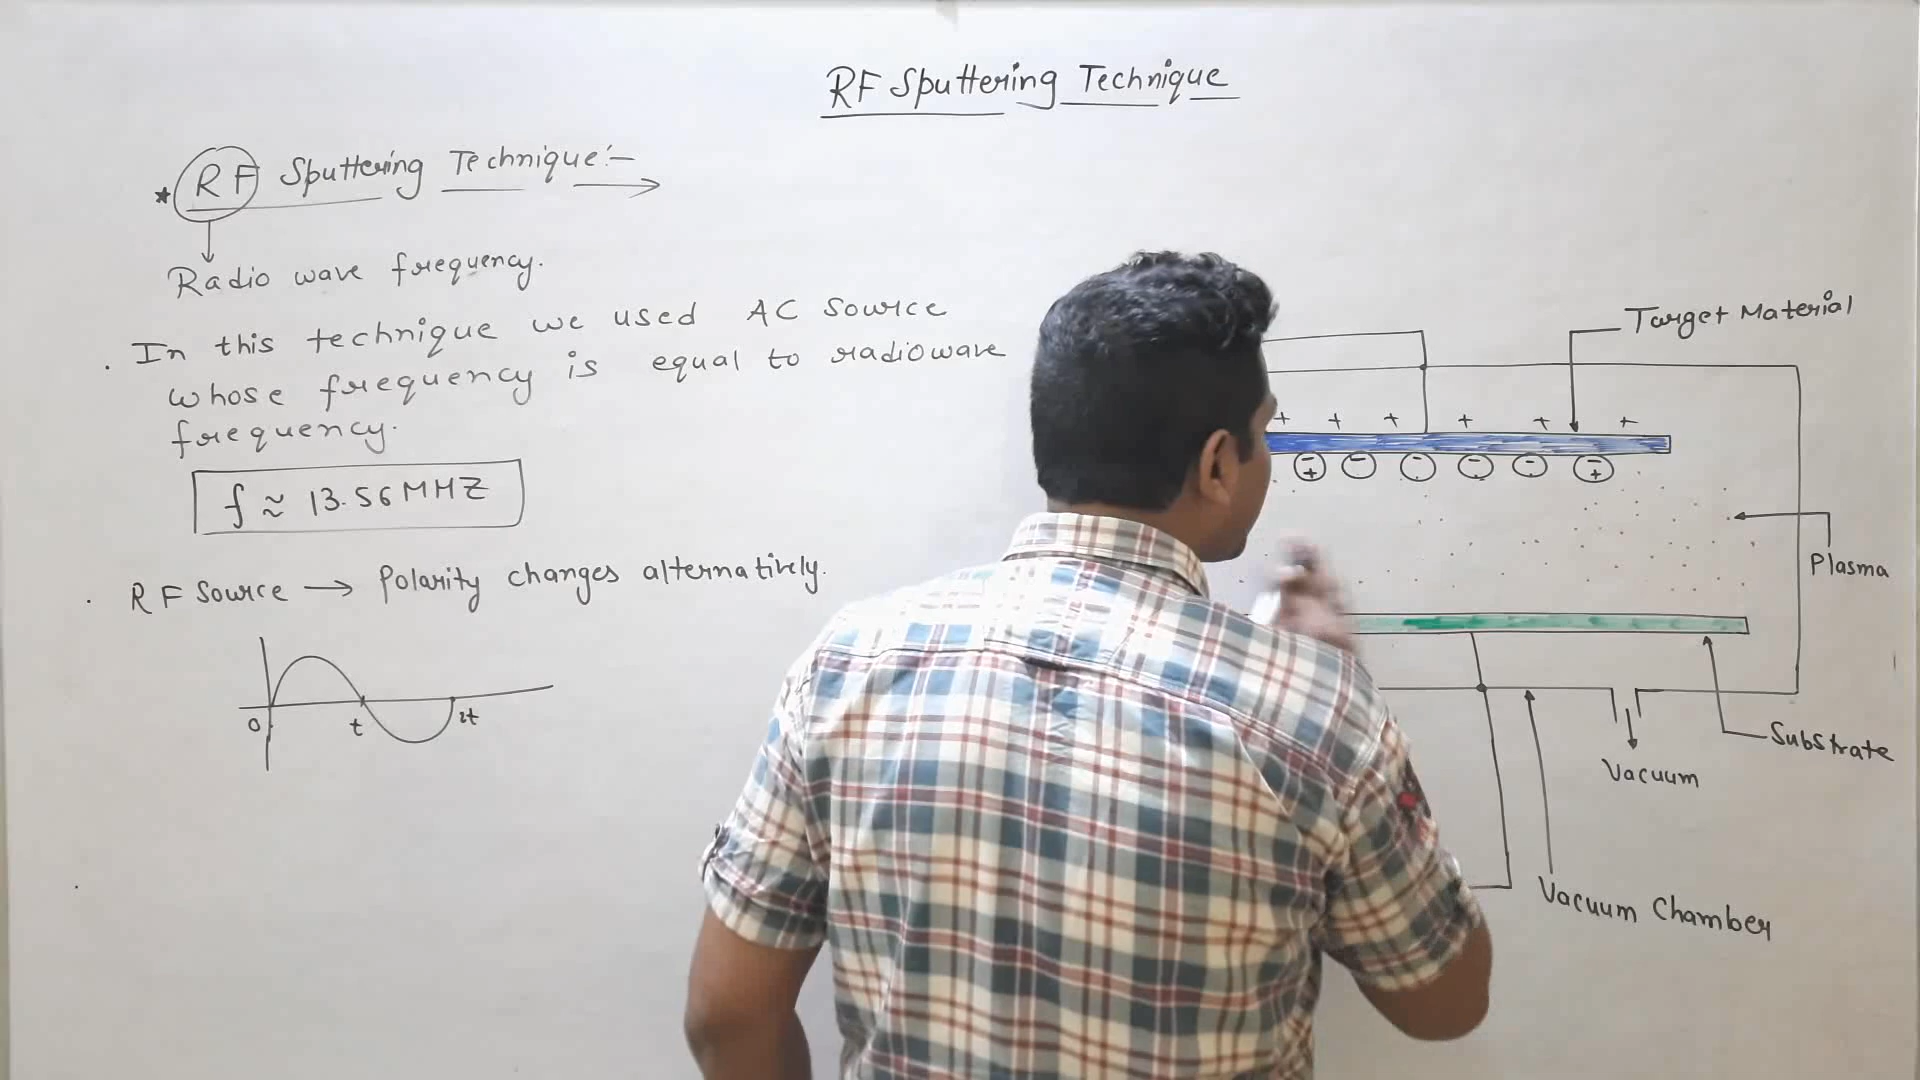 RF Sputtering Technique
* RF Sputtering Technique:-
Radio wave frequency.
. In this technique we used AC source
whose frequency is equal to radiowave
frequency.
f ≈ 13.56 MHZ
. RF Source → Polarity changes alternatively.
0 t 2t
Target Material
+ + + + + +
Plasma
Substrate
Vacuum
Vacuum Chamber